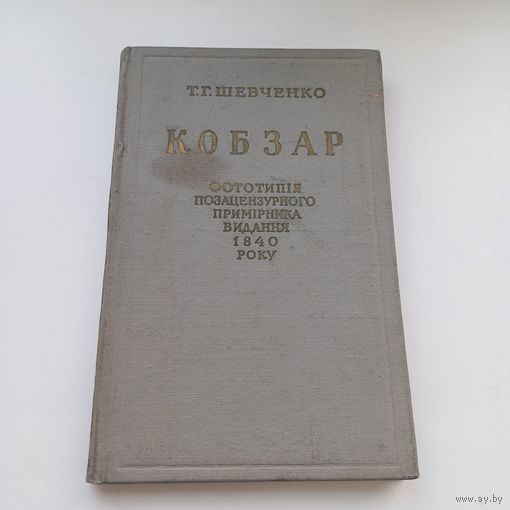 Т.Г.ШЕВЧЕНКО
КОБЗАР
ФОТОТИПІЯ
ПОЗАЦЕНЗУРНОГО
ПРИМІРНИКА
ВИДАННЯ
1840
РОКУ
www.ay.by